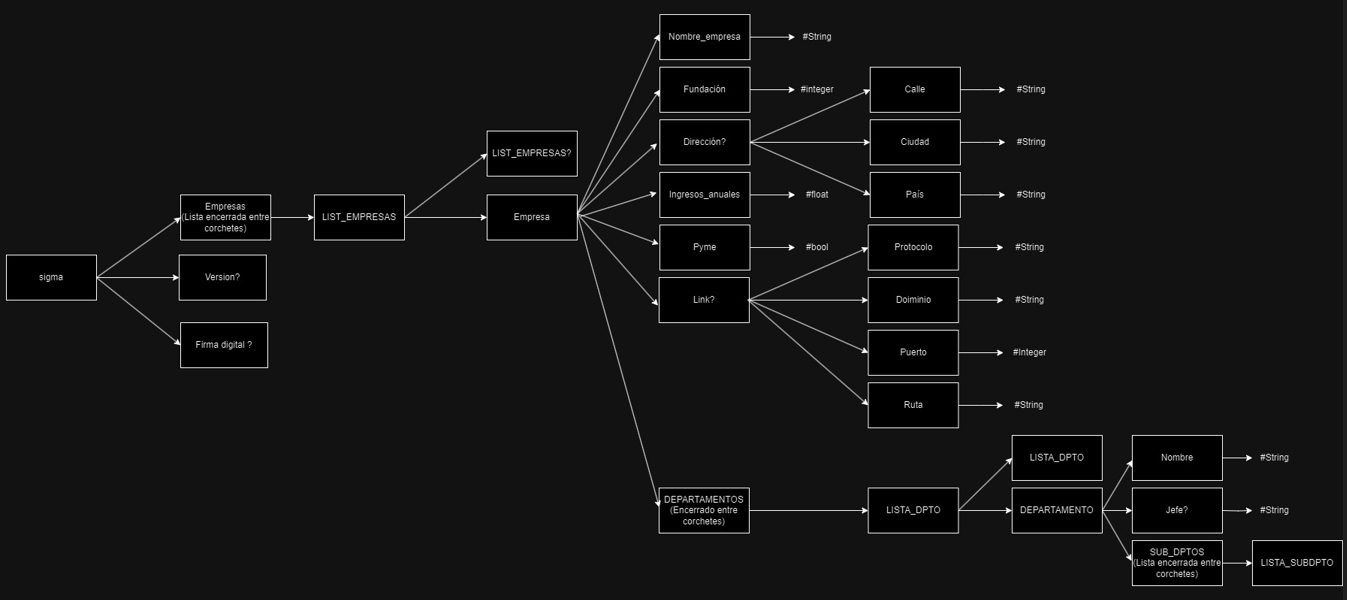 Nombre_empresa
#String
Fundación
#integer
Calle
#String
LIST_EMPRESAS?
Dirección?
Ciudad
#String
Ingresos_anuales
#float
País
#String
Empresas
(Lista encerrada entre
corchetes)
LIST_EMPRESAS
Empresa
Pyme
#bool
Protocolo
#String
sigma
Version?
Link?
Doiminio
#String
Firma digital ?
Puerto
#Integer
Ruta
#String
LISTA_DPTO
Nombre
#String
DEPARTAMENTOS
(Encerrado entre
corchetes)
LISTA_DPTO
DEPARTAMENTO
Jefe?
#String
SUB_DPTOS
(Lista encerrada entre
corchetes)
LISTA_SUBDPTO